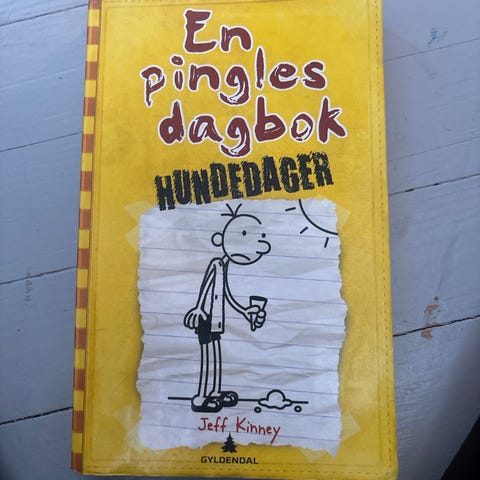 En
pingles
dagbok
HUNDEDAGER
Jeff Kinney
GYLDENDAL